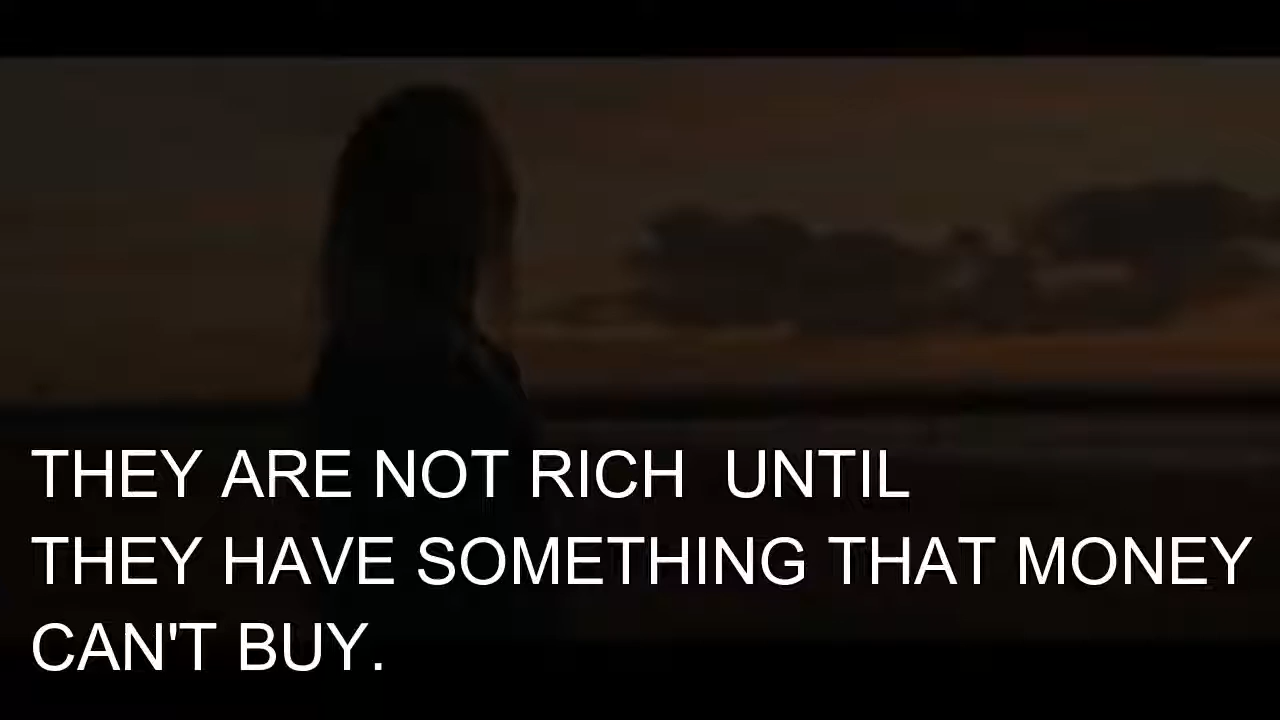 THEY ARE NOT RICH  UNTIL
THEY HAVE SOMETHING THAT MONEY
CAN'T BUY.